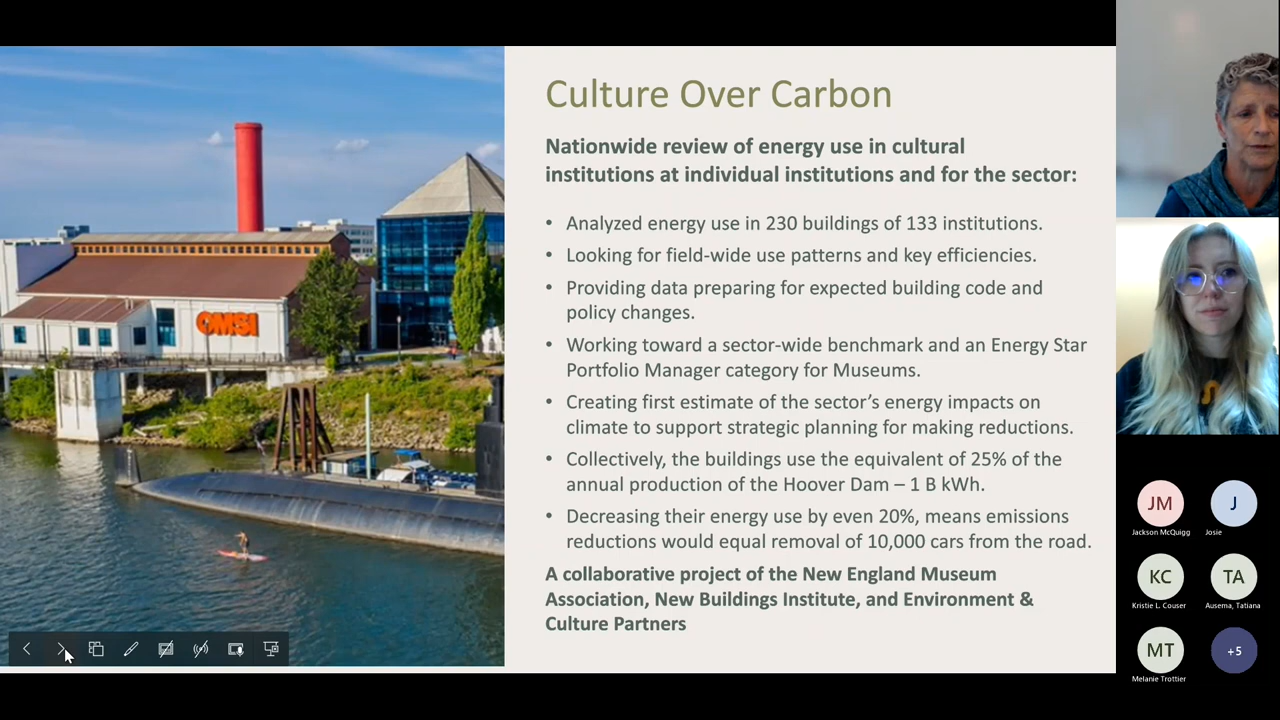 Culture Over Carbon
Nationwide review of energy use in cultural
institutions at individual institutions and for the sector:
• Analyzed energy use in 230 buildings of 133 institutions.
• Looking for field-wide use patterns and key efficiencies.
• Providing data preparing for expected building code and
policy changes.
• Working toward a sector-wide benchmark and an Energy Star
Portfolio Manager category for Museums.
• Creating first estimate of the sector’s energy impacts on
climate to support strategic planning for making reductions.
• Collectively, the buildings use the equivalent of 25% of the
annual production of the Hoover Dam – 1 B kWh.
• Decreasing their energy use by even 20%, means emissions
reductions would equal removal of 10,000 cars from the road.
A collaborative project of the New England Museum
Association, New Buildings Institute, and Environment &
Culture Partners
OMSI
JM
Jackson McQuigg
J
Josie
KC
Kristie L. Couser
TA
Ausema, Tatiana
MT
Melanie Trottier
+5